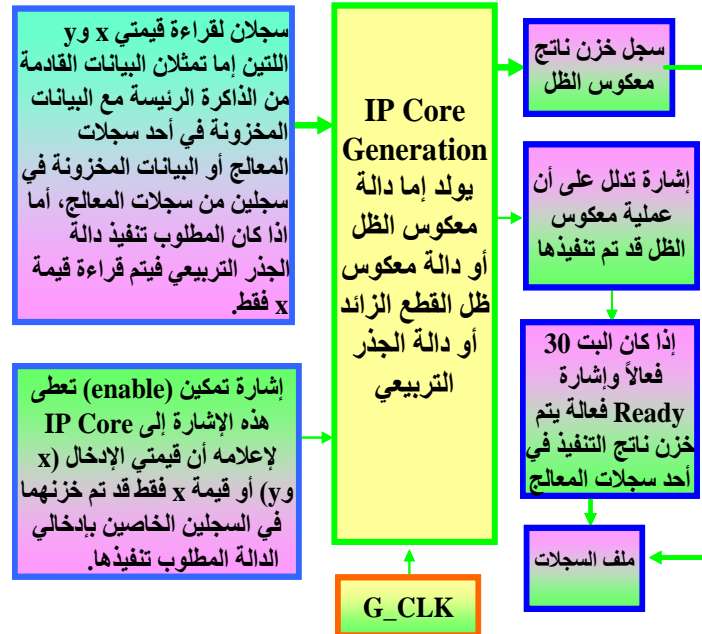 سجلان لقراءة قيمتي x وy
اللتين إما تمثلان البيانات القادمة
من الذاكرة الرئيسة مع البيانات
المخزونة في أحد سجلات
المعالج أو البيانات المخزونة في
سجلين من سجلات المعالج، أما
اذا كان المطلوب تنفيذ دالة
الجذر التربيعي فيتم قراءة قيمة
x فقط.
إشارة تمكين (enable) تعطى
هذه الإشارة إلى IP Core
لإعلامه أن قيمتي الإدخال (x
وy) أو قيمة x فقط قد تم خزنهما
في السجلين الخاصين بإدخالي
الدالة المطلوب تنفيذها.
IP Core
Generation
يولد إما دالة
معكوس الظل
أو دالة معكوس
ظل القطع الزائد
أو دالة الجذر
التربيعي
G_CLK
سجل خزن ناتج
معكوس الظل
إشارة تدلل على أن
عملية معكوس
الظل قد تم تنفيذها
إذا كان البت 30
فعالاً وإشارة
Ready فعالة يتم
خزن ناتج التنفيذ في
أحد سجلات المعالج
ملف السجلات